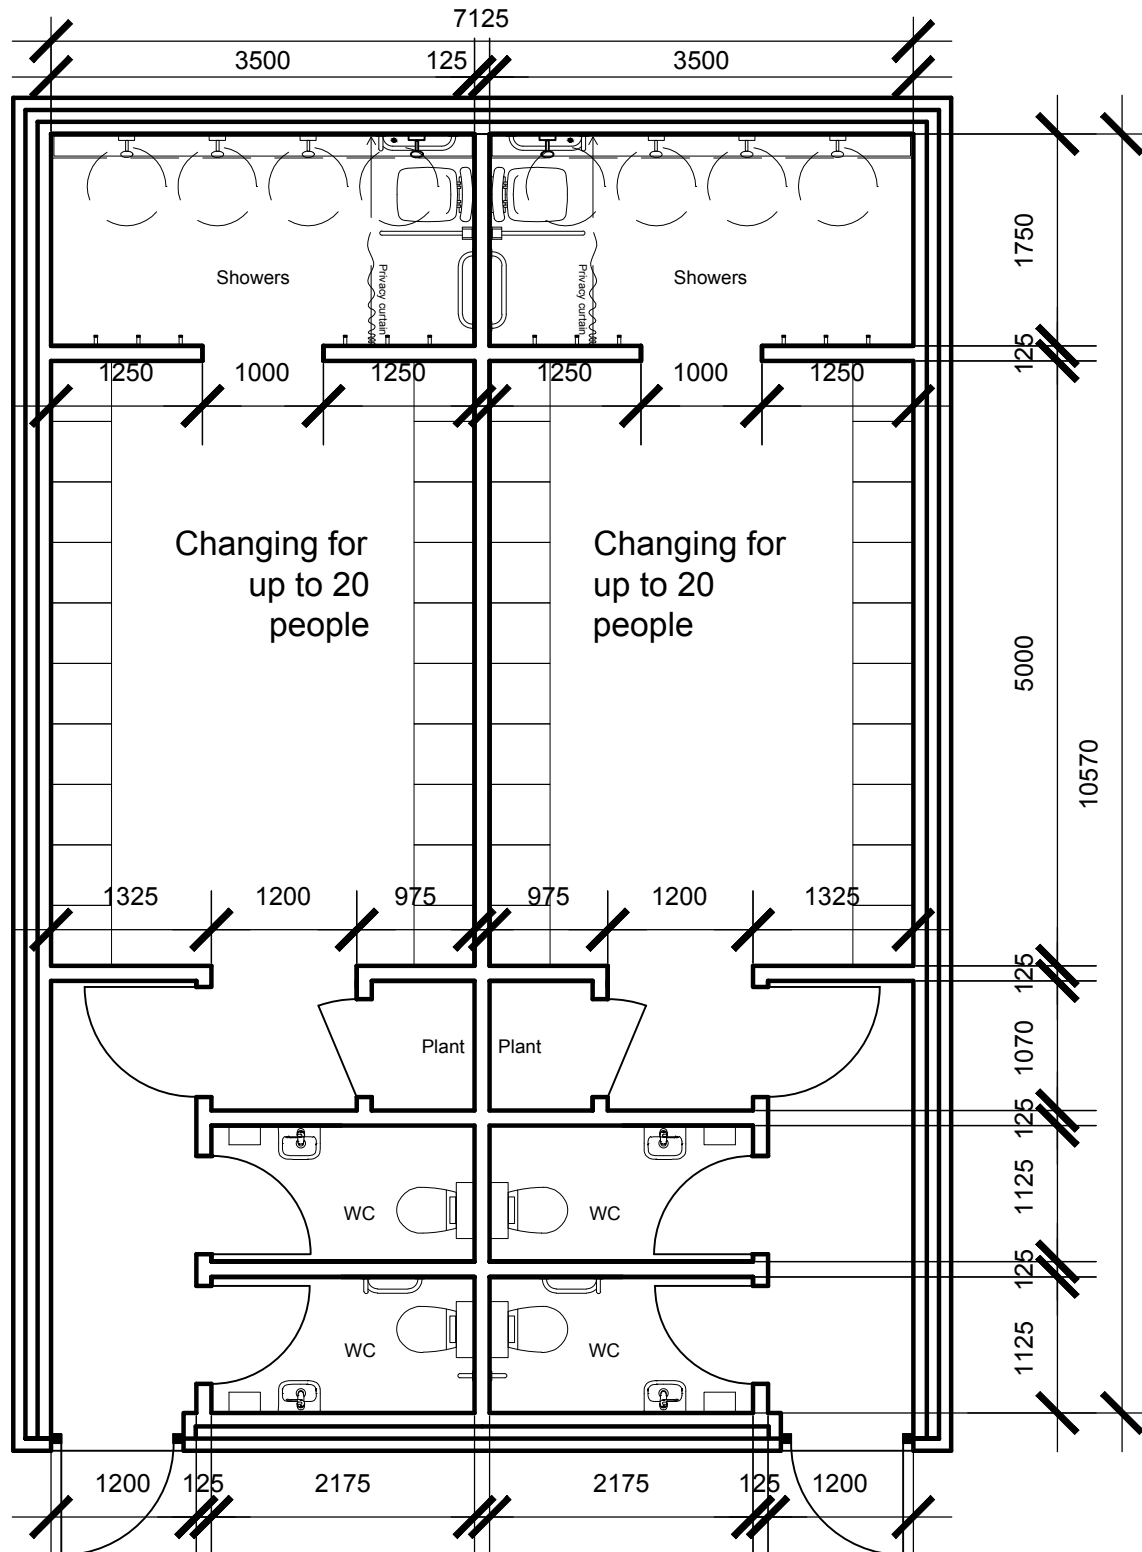 7125
3500 125 3500
Showers Privacy curtain Privacy curtain Showers
1750
125
1250 1000 1250 1250 1000 1250
Changing for
up to 20
people
Changing for
up to 20
people
5000
10570
1325 1200 975 975 1200 1325
125
Plant Plant
1070
125
WC WC
1125
125
WC WC
1125
1200 125 2175 2175 125 1200